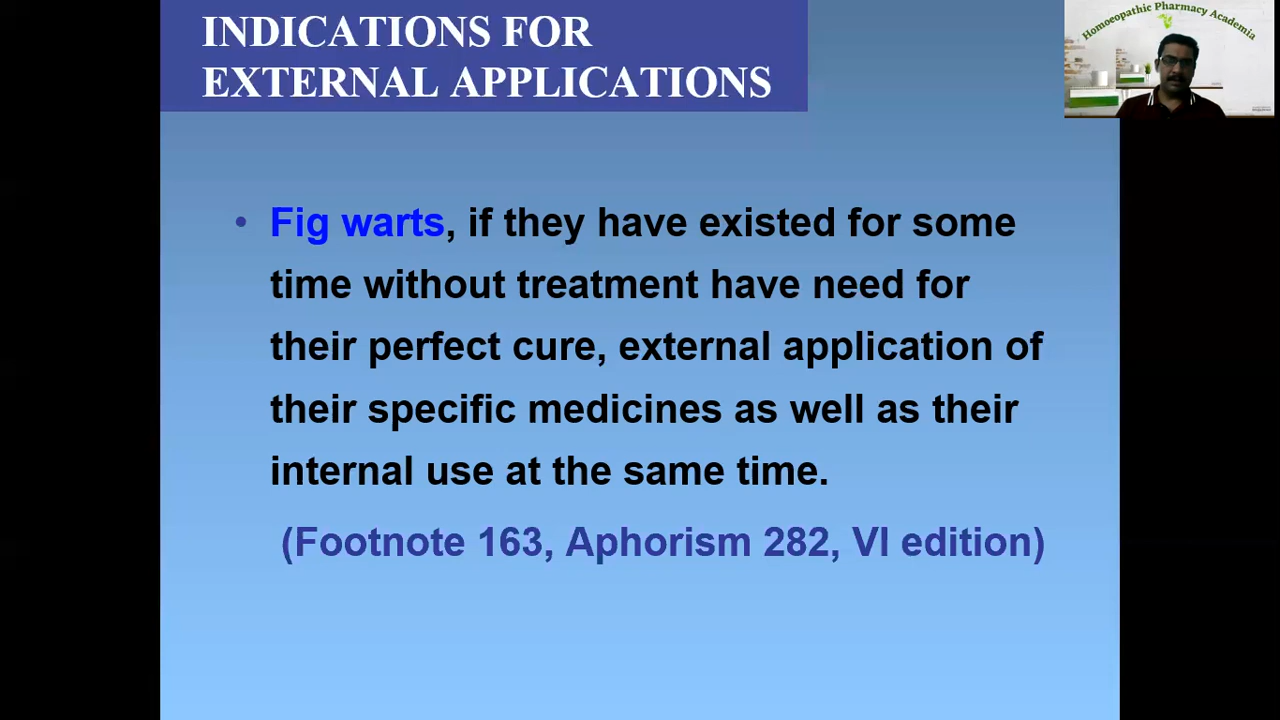 INDICATIONS FOR
EXTERNAL APPLICATIONS
Homoeopathic Pharmacy Academia
• Fig warts, if they have existed for some
time without treatment have need for
their perfect cure, external application of
their specific medicines as well as their
internal use at the same time.
(Footnote 163, Aphorism 282, VI edition)